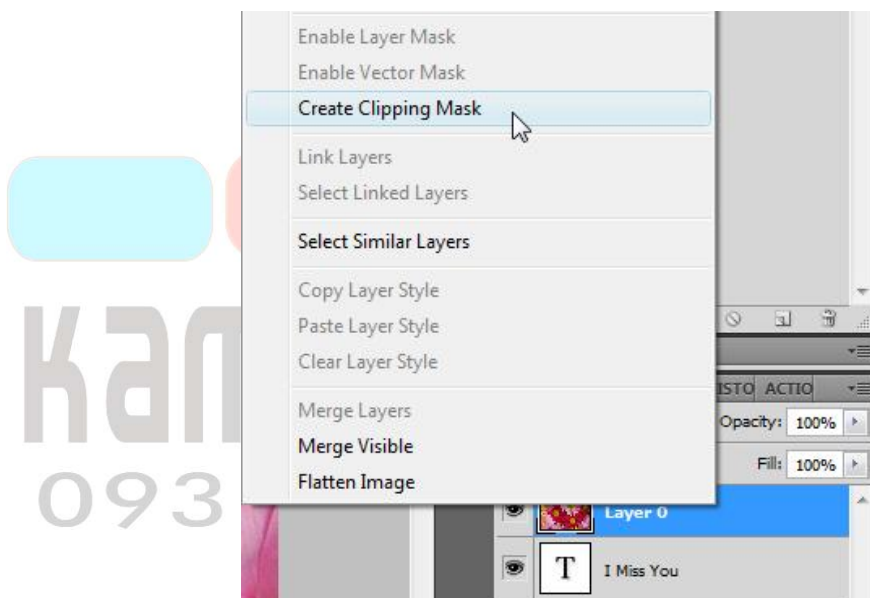 Enable Layer Mask
Enable Vector Mask
Create Clipping Mask
Link Layers
Select Linked Layers
Select Similar Layers
Copy Layer Style
Paste Layer Style
Clear Layer Style
Merge Layers
Merge Visible
Flatten Image
ISTO ACTIO
Opacity: 100%
Fill: 100%
Layer 0
T I Miss You
093